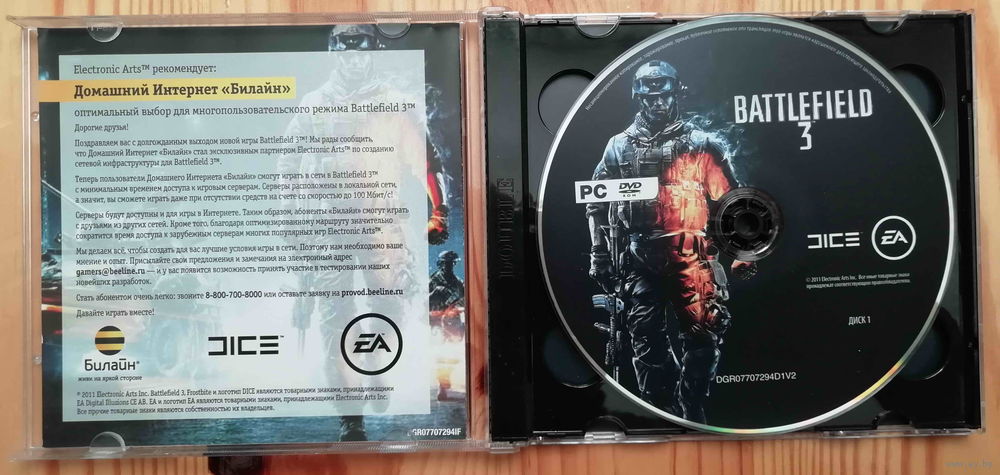 Electronic Arts™ рекомендует:
Домашний Интернет «Билайн»
оптимальный выбор для многопользовательского режима Battlefield 3™
Дорогие друзья!
Поздравляем вас с долгожданным выходом новой игры Battlefield 3™! Мы рады сообщить,
что Домашний Интернет «Билайн» стал эксклюзивным партнером Electronic Arts™ по созданию
сетевой инфраструктуры для Battlefield 3™.
Теперь пользователи Домашнего Интернета «Билайн» смогут играть в сети в Battlefield 3™
с минимальным временем доступа к игровым серверам. Серверы расположены в локальной сети,
а значит, вы сможете играть даже при отсутствии средств на счете со скоростью до 100 Мбит/с!
Серверы будут доступны и для игры в Интернете. Таким образом, абоненты «Билайн» смогут играть
с друзьями из других сетей. Кроме того, благодаря оптимизированному маршруту значительно
сократится время доступа к зарубежным серверам многих популярных игр Electronic Arts™.
Мы делаем всё, чтобы создать для вас лучшие условия игры в сети. Поэтому нам необходимо ваше
мнение и опыт. Присылайте свои предложения и замечания на электронный адрес
gamers@beeline.ru — и у вас появится возможность принять участие в тестировании наших
новейших разработок.
Стать абонентом очень легко: звоните 8-800-700-8000 или оставьте заявку на provod.beeline.ru
Давайте играть вместе!
Билайн®
живи на яркой стороне
DICE™
EA
© 2011 Electronic Arts Inc. Battlefield 3, Frostbite и логотип DICE являются товарными знаками, принадлежащими
EA Digital Illusions CE AB. EA и логотип EA являются товарными знаками, принадлежащими Electronic Arts Inc.
Все прочие товарные знаки являются собственностью их владельцев.
DGR07707294IF
BATTLEFIELD
3
PC DVD
ROM
DICE EA
© 2011 Electronic Arts Inc. Все иные товарные знаки
принадлежат соответствующим правообладателям.
ДИСК 1
DGR07707294D1V2